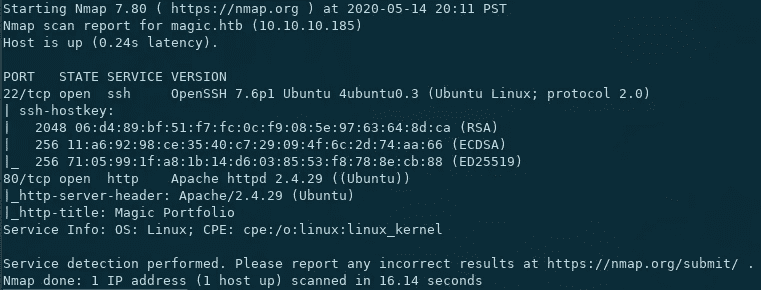 Starting Nmap 7.80 ( https://nmap.org ) at 2020-05-14 20:11 PST
Nmap scan report for magic.htb (10.10.10.185)
Host is up (0.24s latency).

PORT   STATE SERVICE VERSION
22/tcp open  ssh     OpenSSH 7.6p1 Ubuntu 4ubuntu0.3 (Ubuntu Linux; protocol 2.0)
| ssh-hostkey:
|   2048 06:d4:89:bf:51:f7:fc:0c:f9:08:5e:97:63:64:8d:ca (RSA)
|   256 11:a6:92:98:ce:35:40:c7:29:09:4f:6c:2d:74:aa:66 (ECDSA)
|_  256 71:05:99:1f:a8:1b:14:d6:03:85:53:f8:78:8e:cb:88 (ED25519)
80/tcp open  http    Apache httpd 2.4.29 ((Ubuntu))
|_http-server-header: Apache/2.4.29 (Ubuntu)
|_http-title: Magic Portfolio
Service Info: OS: Linux; CPE: cpe:/o:linux:linux_kernel

Service detection performed. Please report any incorrect results at https://nmap.org/submit/ .
Nmap done: 1 IP address (1 host up) scanned in 16.14 seconds